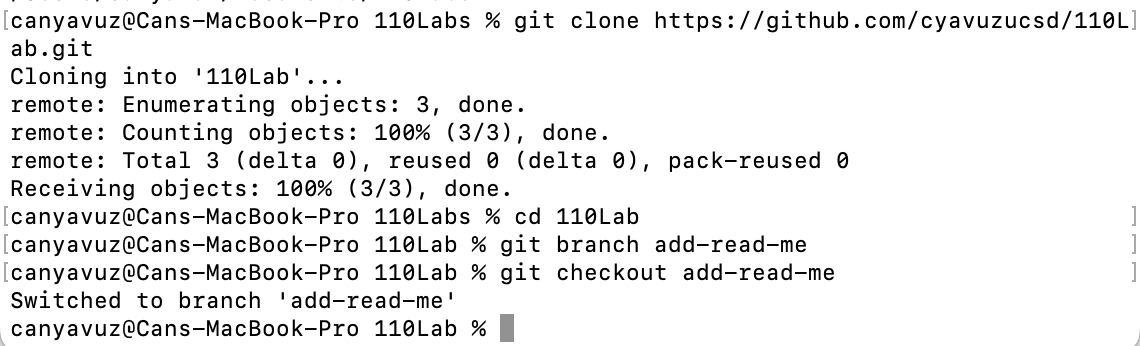 [canyavuz@Cans-MacBook-Pro 110Labs % git clone https://github.com/cyavuzucsd/110L]
ab.git
Cloning into '110Lab'...
remote: Enumerating objects: 3, done.
remote: Counting objects: 100% (3/3), done.
remote: Total 3 (delta 0), reused 0 (delta 0), pack-reused 0
Receiving objects: 100% (3/3), done.
[canyavuz@Cans-MacBook-Pro 110Labs % cd 110Lab ]
[canyavuz@Cans-MacBook-Pro 110Lab % git branch add-read-me ]
[canyavuz@Cans-MacBook-Pro 110Lab % git checkout add-read-me ]
Switched to branch 'add-read-me'
canyavuz@Cans-MacBook-Pro 110Lab %